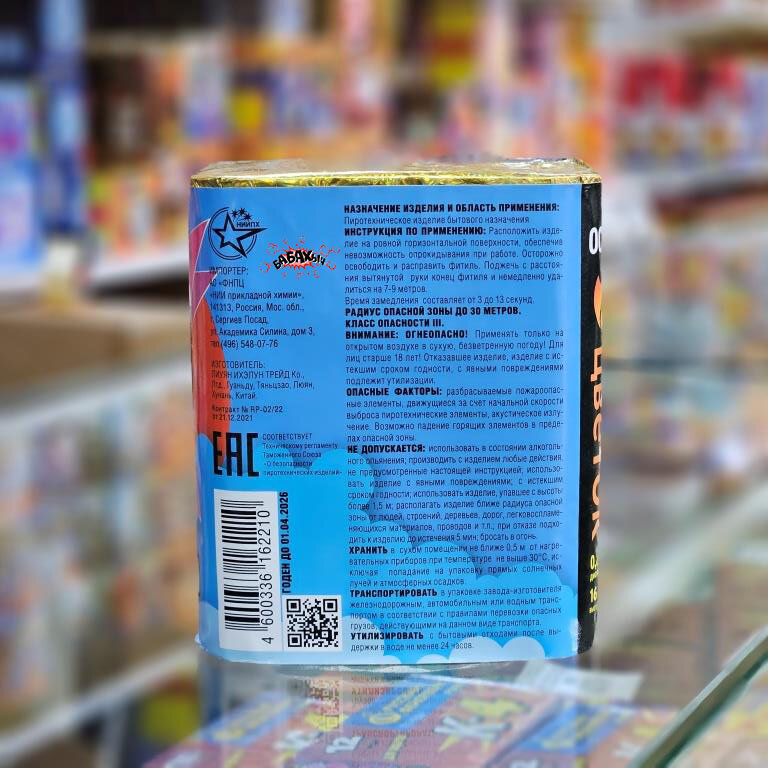 НИИПХ
БАБАХЫЧ
ИМПОРТЕР:
АО «ФНПЦ
«НИИ прикладной химии»,
141313, Россия, Мос. обл.,
г. Сергиев Посад,
ул. Академика Силина, дом 3,
тел (496) 548-07-76
ИЗГОТОВИТЕЛЬ:
ЛИУЯН ИХЭЛУН ТРЕЙД Ко.,
Лтд., Гуаньду, Тяньцзао, Люян,
Хунань, Китай.
Контракт № RP-02/22
от 21.12.2021
ЕАС
СООТВЕТСТВУЕТ
Техническому регламенту
Таможенного Союза
«О безопасности
пиротехнических изделий»
4 600336 162210
ГОДЕН ДО 01.04.2026
НАЗНАЧЕНИЕ ИЗДЕЛИЯ И ОБЛАСТЬ ПРИМЕНЕНИЯ:
Пиротехническое изделие бытового назначения
ИНСТРУКЦИЯ ПО ПРИМЕНЕНИЮ: Расположить изде-
лие на ровной горизонтальной поверхности, обеспечив
невозможность опрокидывания при работе. Осторожно
освободить и расправить фитиль. Поджечь с расстоя-
ния вытянутой руки конец фитиля и немедленно уда-
литься на 7-9 метров.
Время замедления составляет от 3 до 13 секунд.
РАДИУС ОПАСНОЙ ЗОНЫ ДО 30 МЕТРОВ.
КЛАСС ОПАСНОСТИ III.
ВНИМАНИЕ: ОГНЕОПАСНО! Применять только на
открытом воздухе в сухую, безветренную погоду! Для
лиц старше 18 лет! Отказавшее изделие, изделие с ис-
текшим сроком годности, с явными повреждениями
подлежит утилизации.
ОПАСНЫЕ ФАКТОРЫ: разбрасываемые пожароопас-
ные элементы, движущиеся за счет начальной скорости
выброса пиротехнические элементы, акустическое излу-
чение. Возможно падение горящих элементов в преде-
лах опасной зоны.
НЕ ДОПУСКАЕТСЯ: использовать в состоянии алкоголь-
ного опьянения; производить с изделием любые действия,
не предусмотренные настоящей инструкцией; использо-
вать изделие с явными повреждениями; с истекшим
сроком годности; использовать изделие, упавшее с высоты
более 1,5 м; располагать изделие ближе радиуса опасной
зоны от людей, строений, деревьев, дорог, легковоспламе-
няющихся материалов, проводов и т.п.; при отказе подхо-
дить к изделию до истечения 5 мин; бросать в огонь.
ХРАНИТЬ в сухом помещении не ближе 0,5 м от нагре-
вательных приборов при температуре не выше 30°С, ис-
ключая попадание на упаковку прямых солнечных
лучей и атмосферных осадков.
ТРАНСПОРТИРОВАТЬ в упаковке завода-изготовителя
железнодорожным, автомобильным или водным транс-
портом в соответствии с правилами перевозки опасных
грузов, действующими на данном виде транспорта.
УТИЛИЗИРОВАТЬ с бытовыми отходами после вы-
держки в воде не менее 24 часов.
ЦВЕТОК